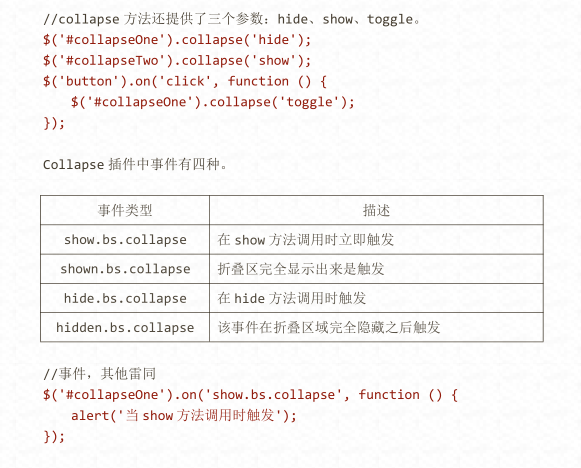 //collapse 方法还提供了三个参数：hide、show、toggle。
$('#collapseOne').collapse('hide');
$('#collapseTwo').collapse('show');
$('button').on('click', function () {
$('#collapseOne').collapse('toggle');
});
Collapse 插件中事件有四种。
事件类型 描述
show.bs.collapse 在 show 方法调用时立即触发
shown.bs.collapse 折叠区完全显示出来是触发
hide.bs.collapse 在 hide 方法调用时触发
hidden.bs.collapse 该事件在折叠区域完全隐藏之后触发
//事件，其他雷同
$('#collapseOne').on('show.bs.collapse', function () {
alert('当 show 方法调用时触发');
});